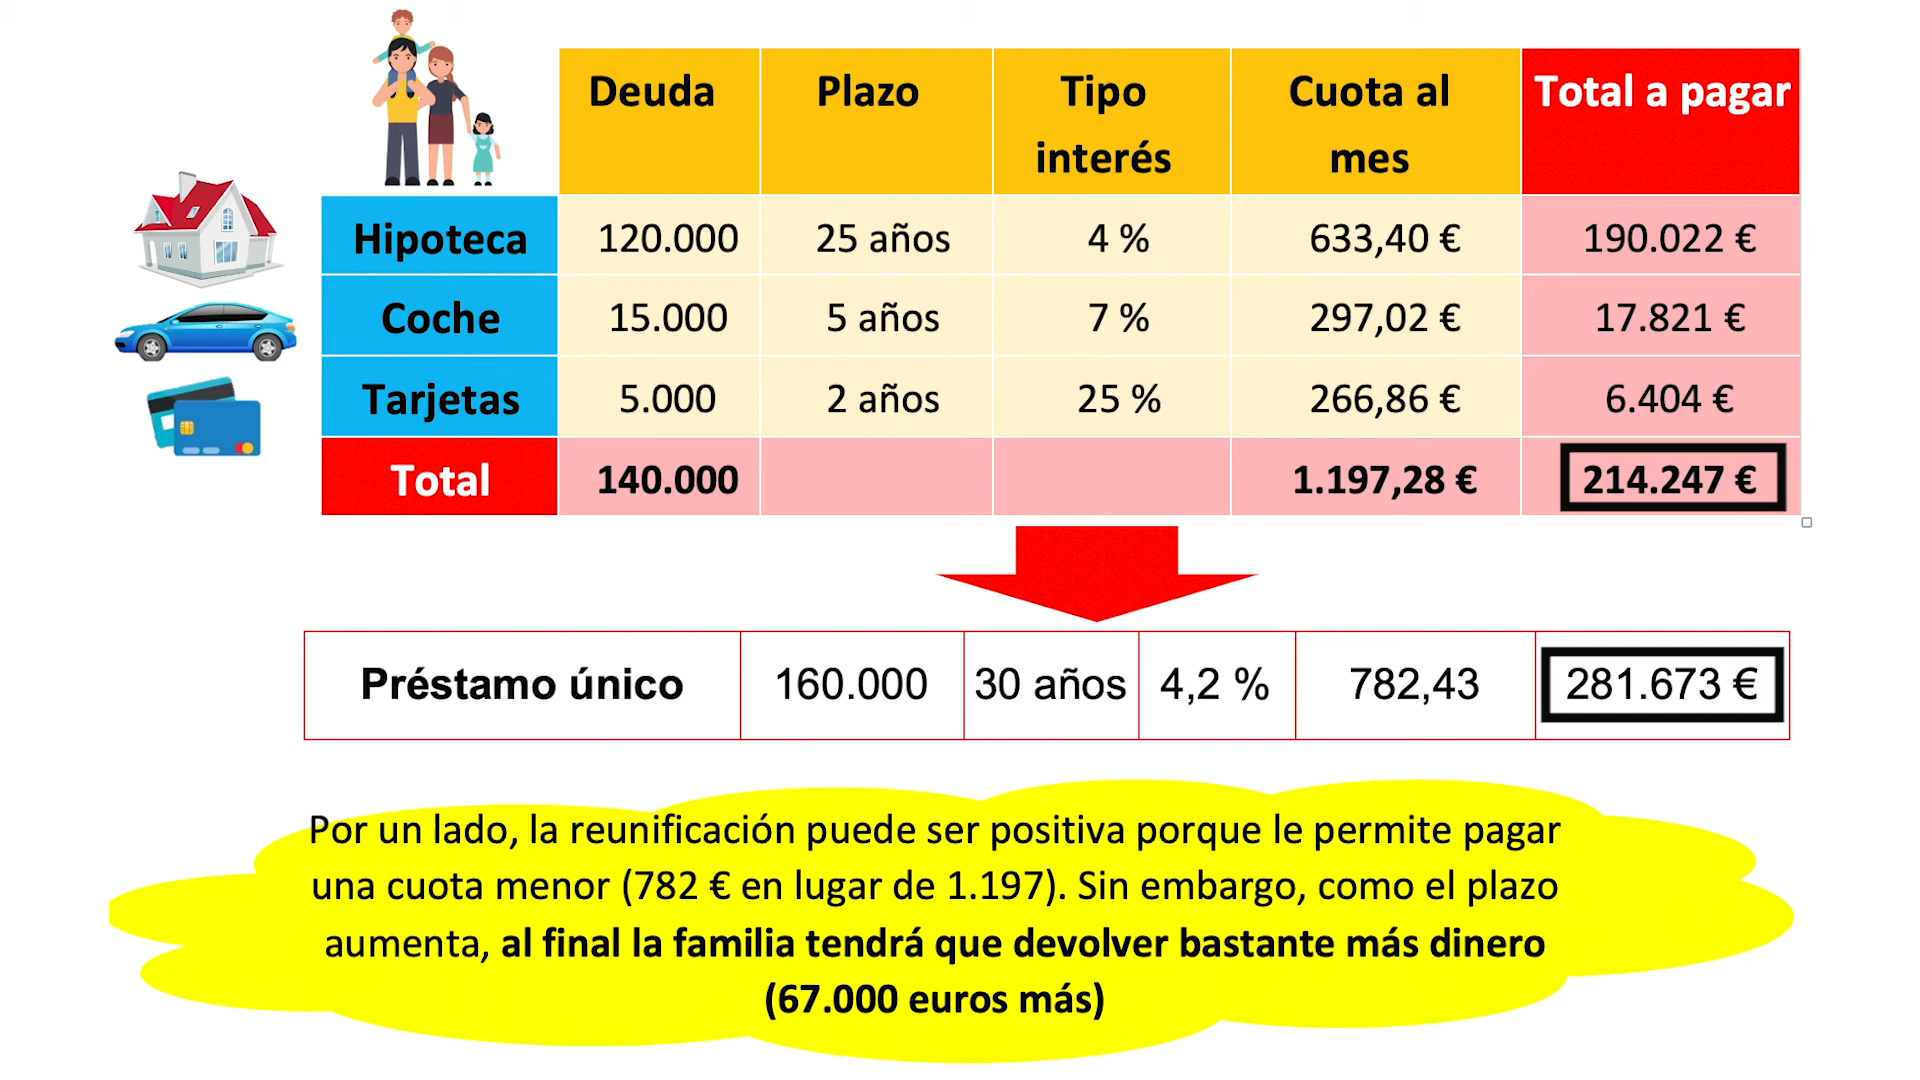 Deuda Plazo Tipo interés Cuota al mes Total a pagar
Hipoteca 120.000 25 años 4 % 633,40 € 190.022 €
Coche 15.000 5 años 7 % 297,02 € 17.821 €
Tarjetas 5.000 2 años 25 % 266,86 € 6.404 €
Total 140.000 1.197,28 € 214.247 €
Préstamo único 160.000 30 años 4,2 % 782,43 281.673 €
Por un lado, la reunificación puede ser positiva porque le permite pagar
una cuota menor (782 € en lugar de 1.197). Sin embargo, como el plazo
aumenta, al final la familia tendrá que devolver bastante más dinero
(67.000 euros más)